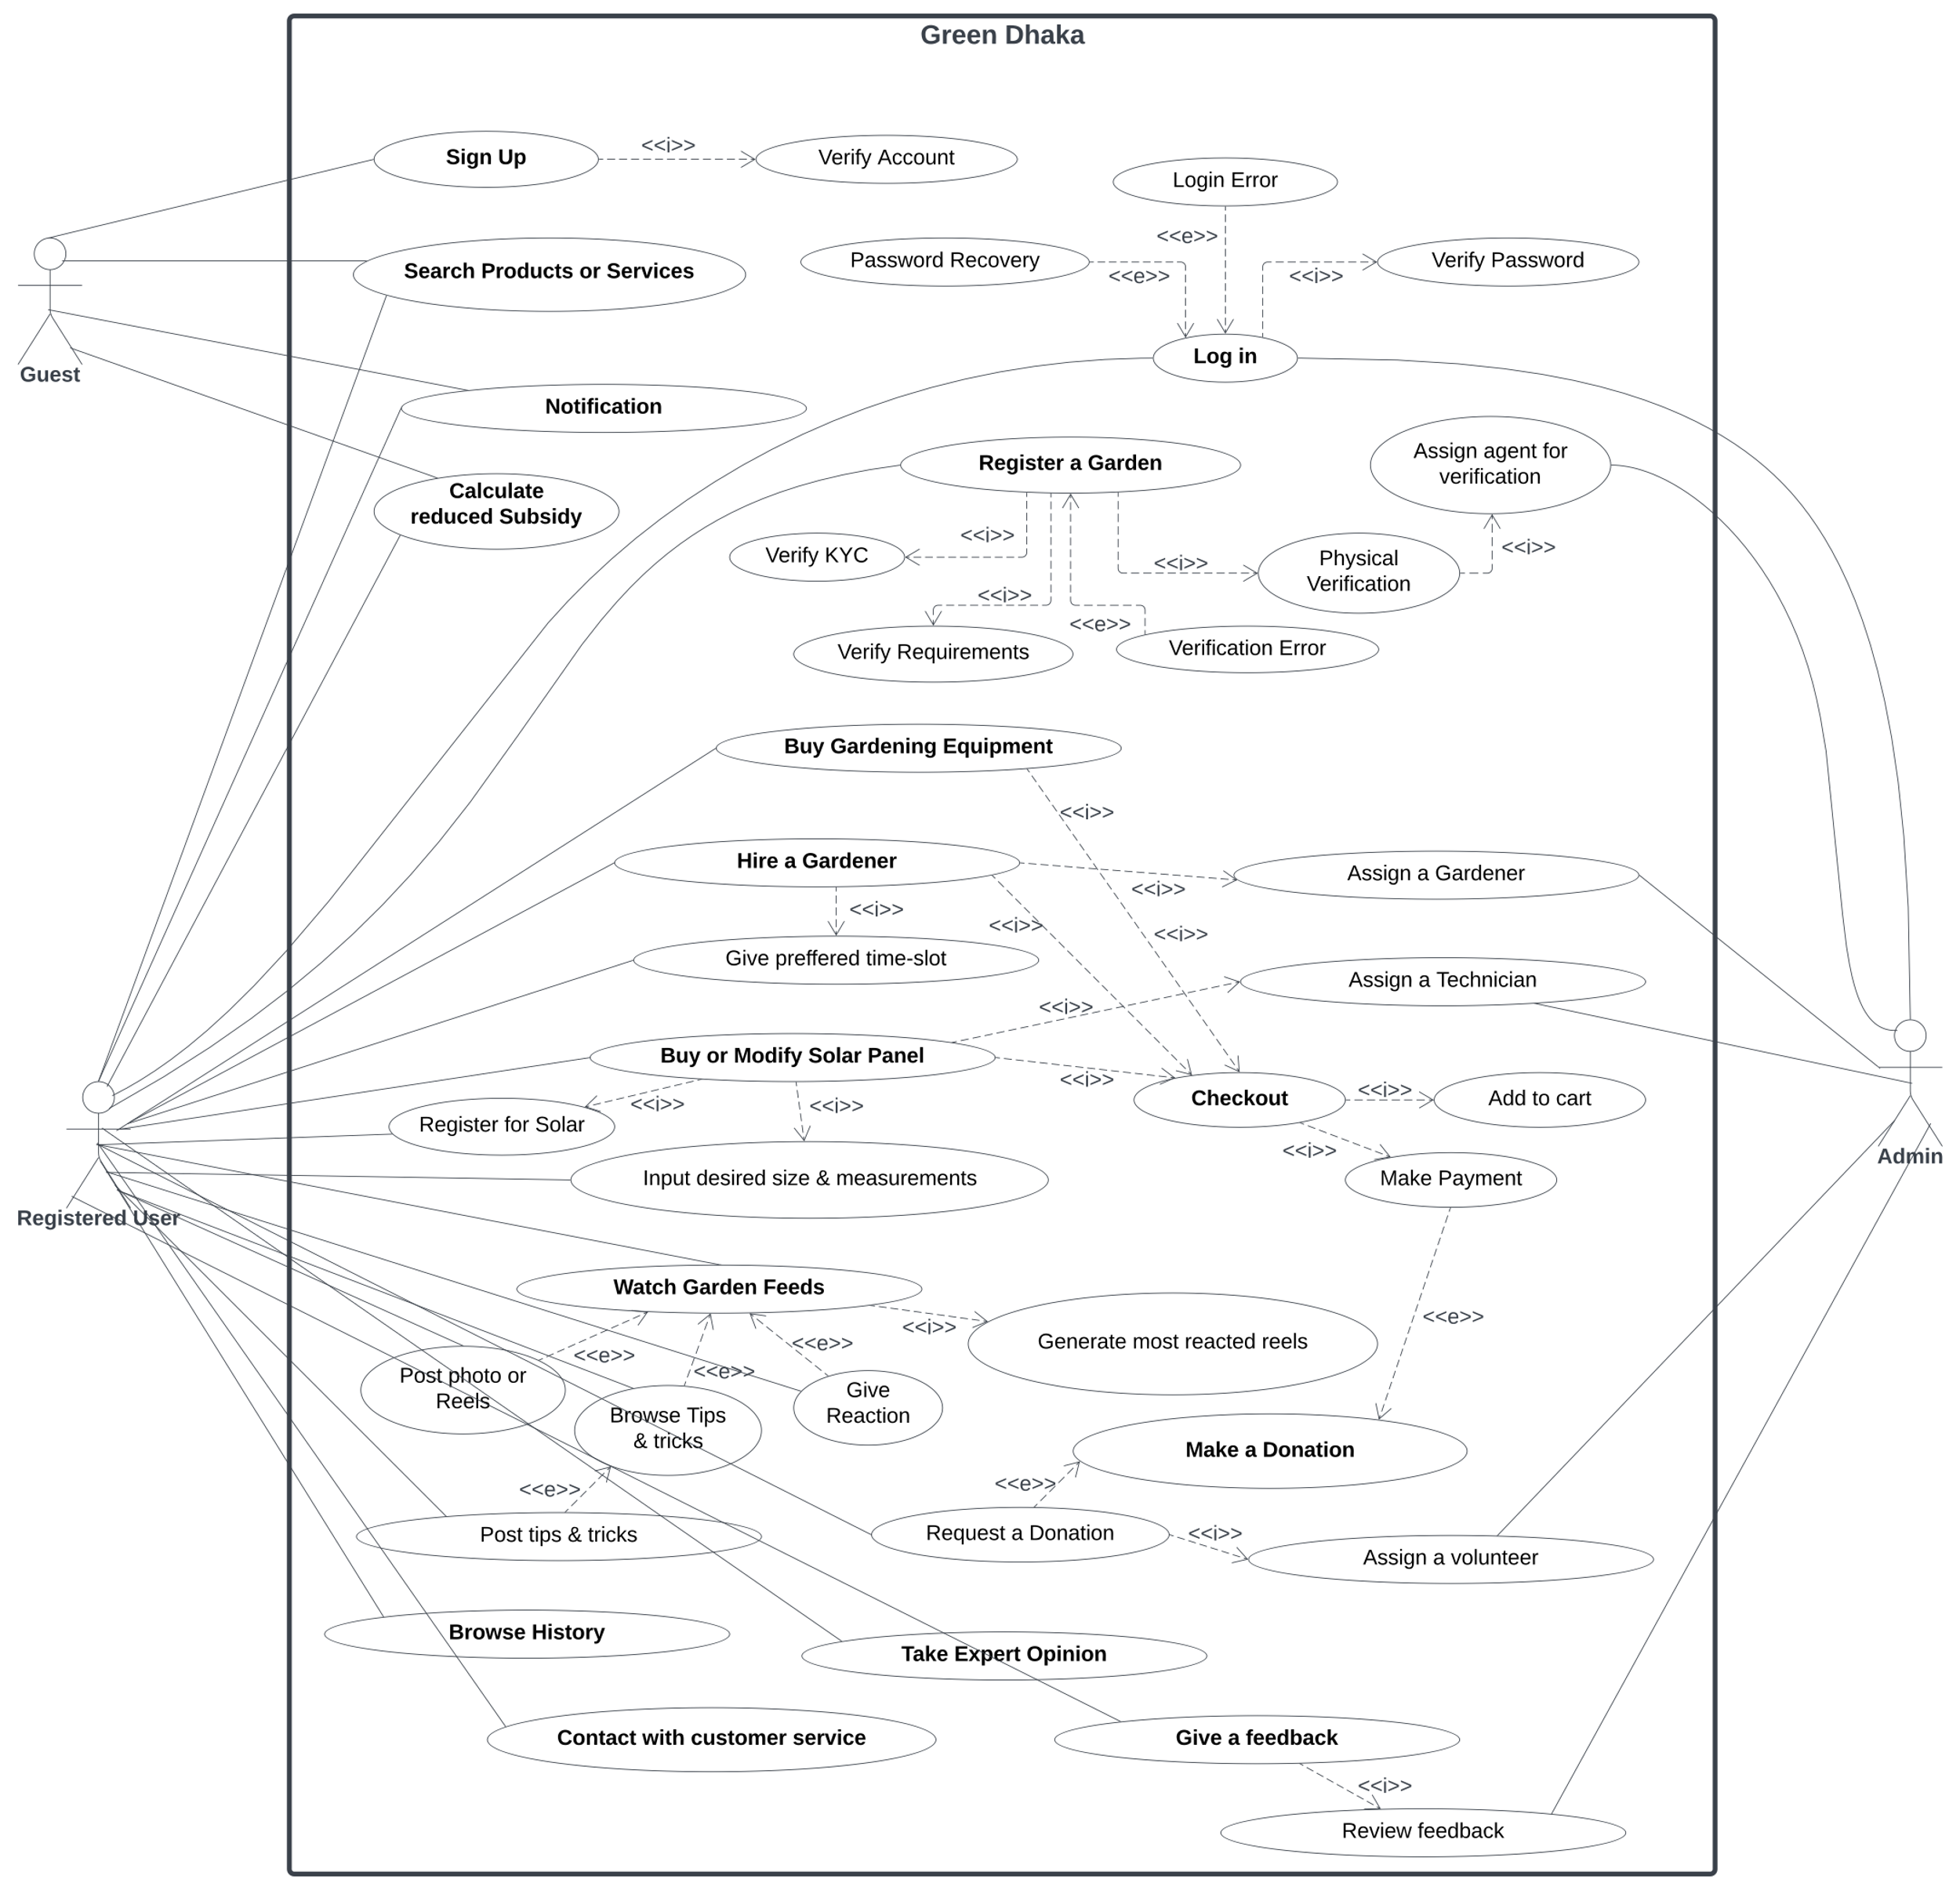 Green Dhaka
Sign Up
<<i>>
Verify Account
Login Error
<<e>>
Search Products or Services
Password Recovery
<<e>>
<<i>>
Verify Password
Guest
Log in
Notification
Calculate
reduced Subsidy
Register a Garden
Assign agent for
verification
<<i>>
Verify KYC
<<i>>
Physical
Verification
<<i>>
<<i>>
<<e>>
Verify Requirements
Verification Error
Buy Gardening Equipment
<<i>>
Hire a Gardener
<<i>>
Assign a Gardener
<<i>>
<<i>>
<<i>>
Give preffered time-slot
Assign a Technician
<<i>>
Buy or Modify Solar Panel
<<i>>
Checkout
<<i>>
Add to cart
Register for Solar
<<i>>
<<i>>
<<i>>
Input desired size & measurements
Make Payment
Registered User
Admin
Watch Garden Feeds
<<i>>
Generate most reacted reels
<<e>>
<<e>>
<<e>>
<<e>>
Post photo or
Reels
Browse Tips
& tricks
Give
Reaction
Make a Donation
<<e>>
<<e>>
Post tips & tricks
Request a Donation
<<i>>
Assign a volunteer
Browse History
Take Expert Opinion
Contact with customer service
Give a feedback
<<i>>
Review feedback